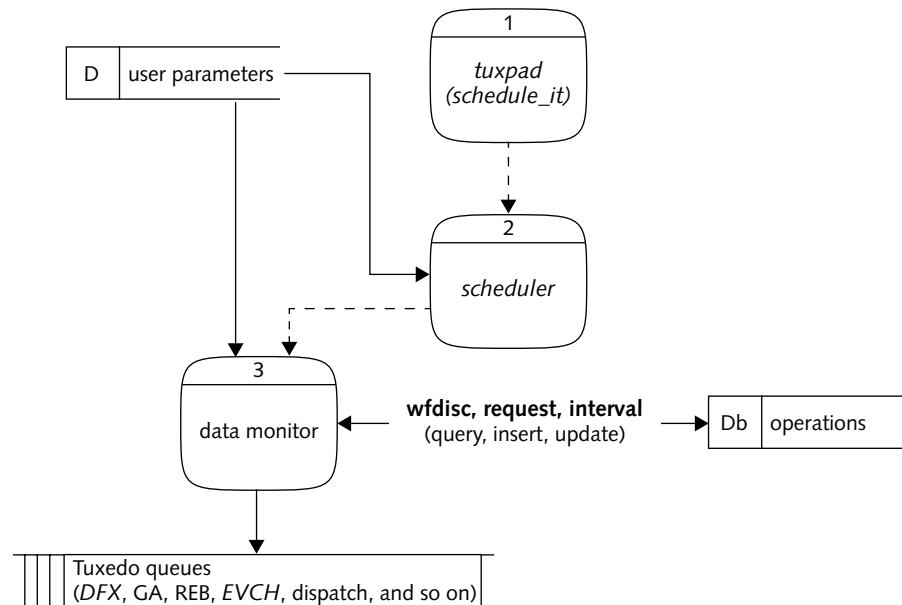 1
tuxpad
(schedule_it)
D
user parameters
2
scheduler
3
data monitor
wfdisc, request, interval
(query, insert, update)
Db
operations
Tuxedo queues
(DFX, GA, REB, EVCH, dispatch, and so on)